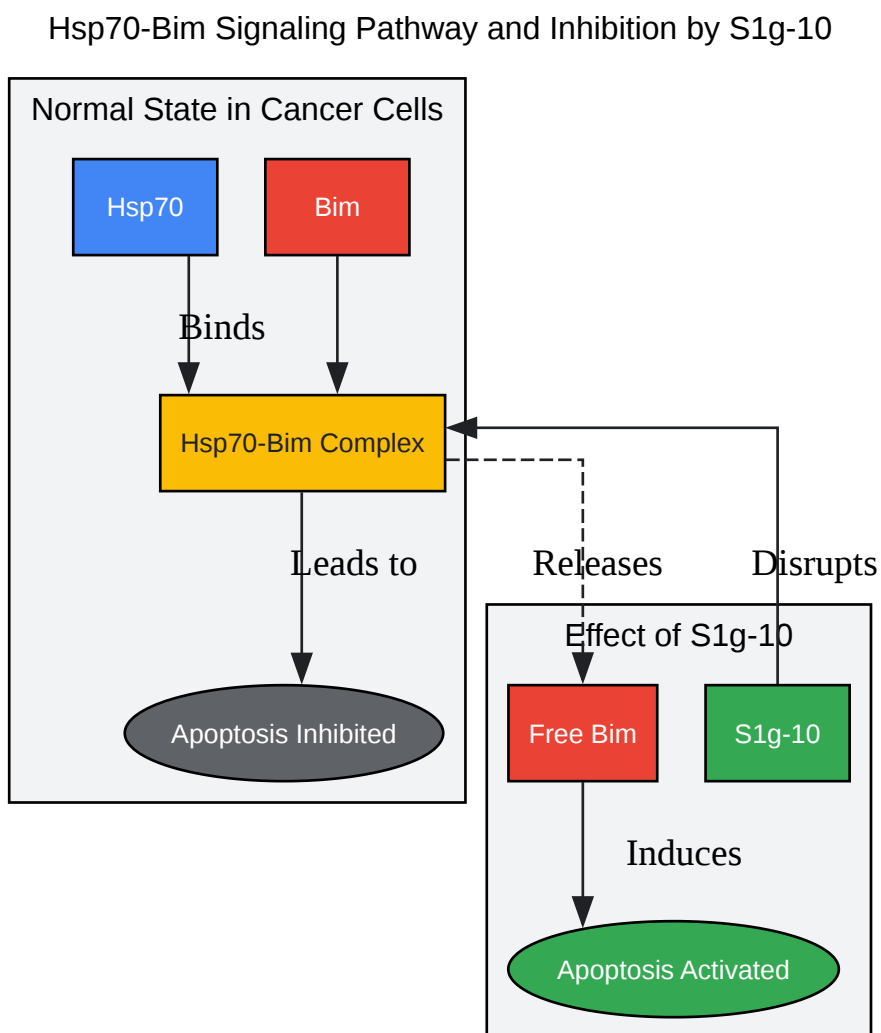 Hsp70-Bim Signaling Pathway and Inhibition by S1g-10
Normal State in Cancer Cells
Hsp70
Bim
Binds
Hsp70-Bim Complex
Leads to
Releases
Disrupts
Effect of S1g-10
Apoptosis Inhibited
Free Bim
S1g-10
Induces
Apoptosis Activated